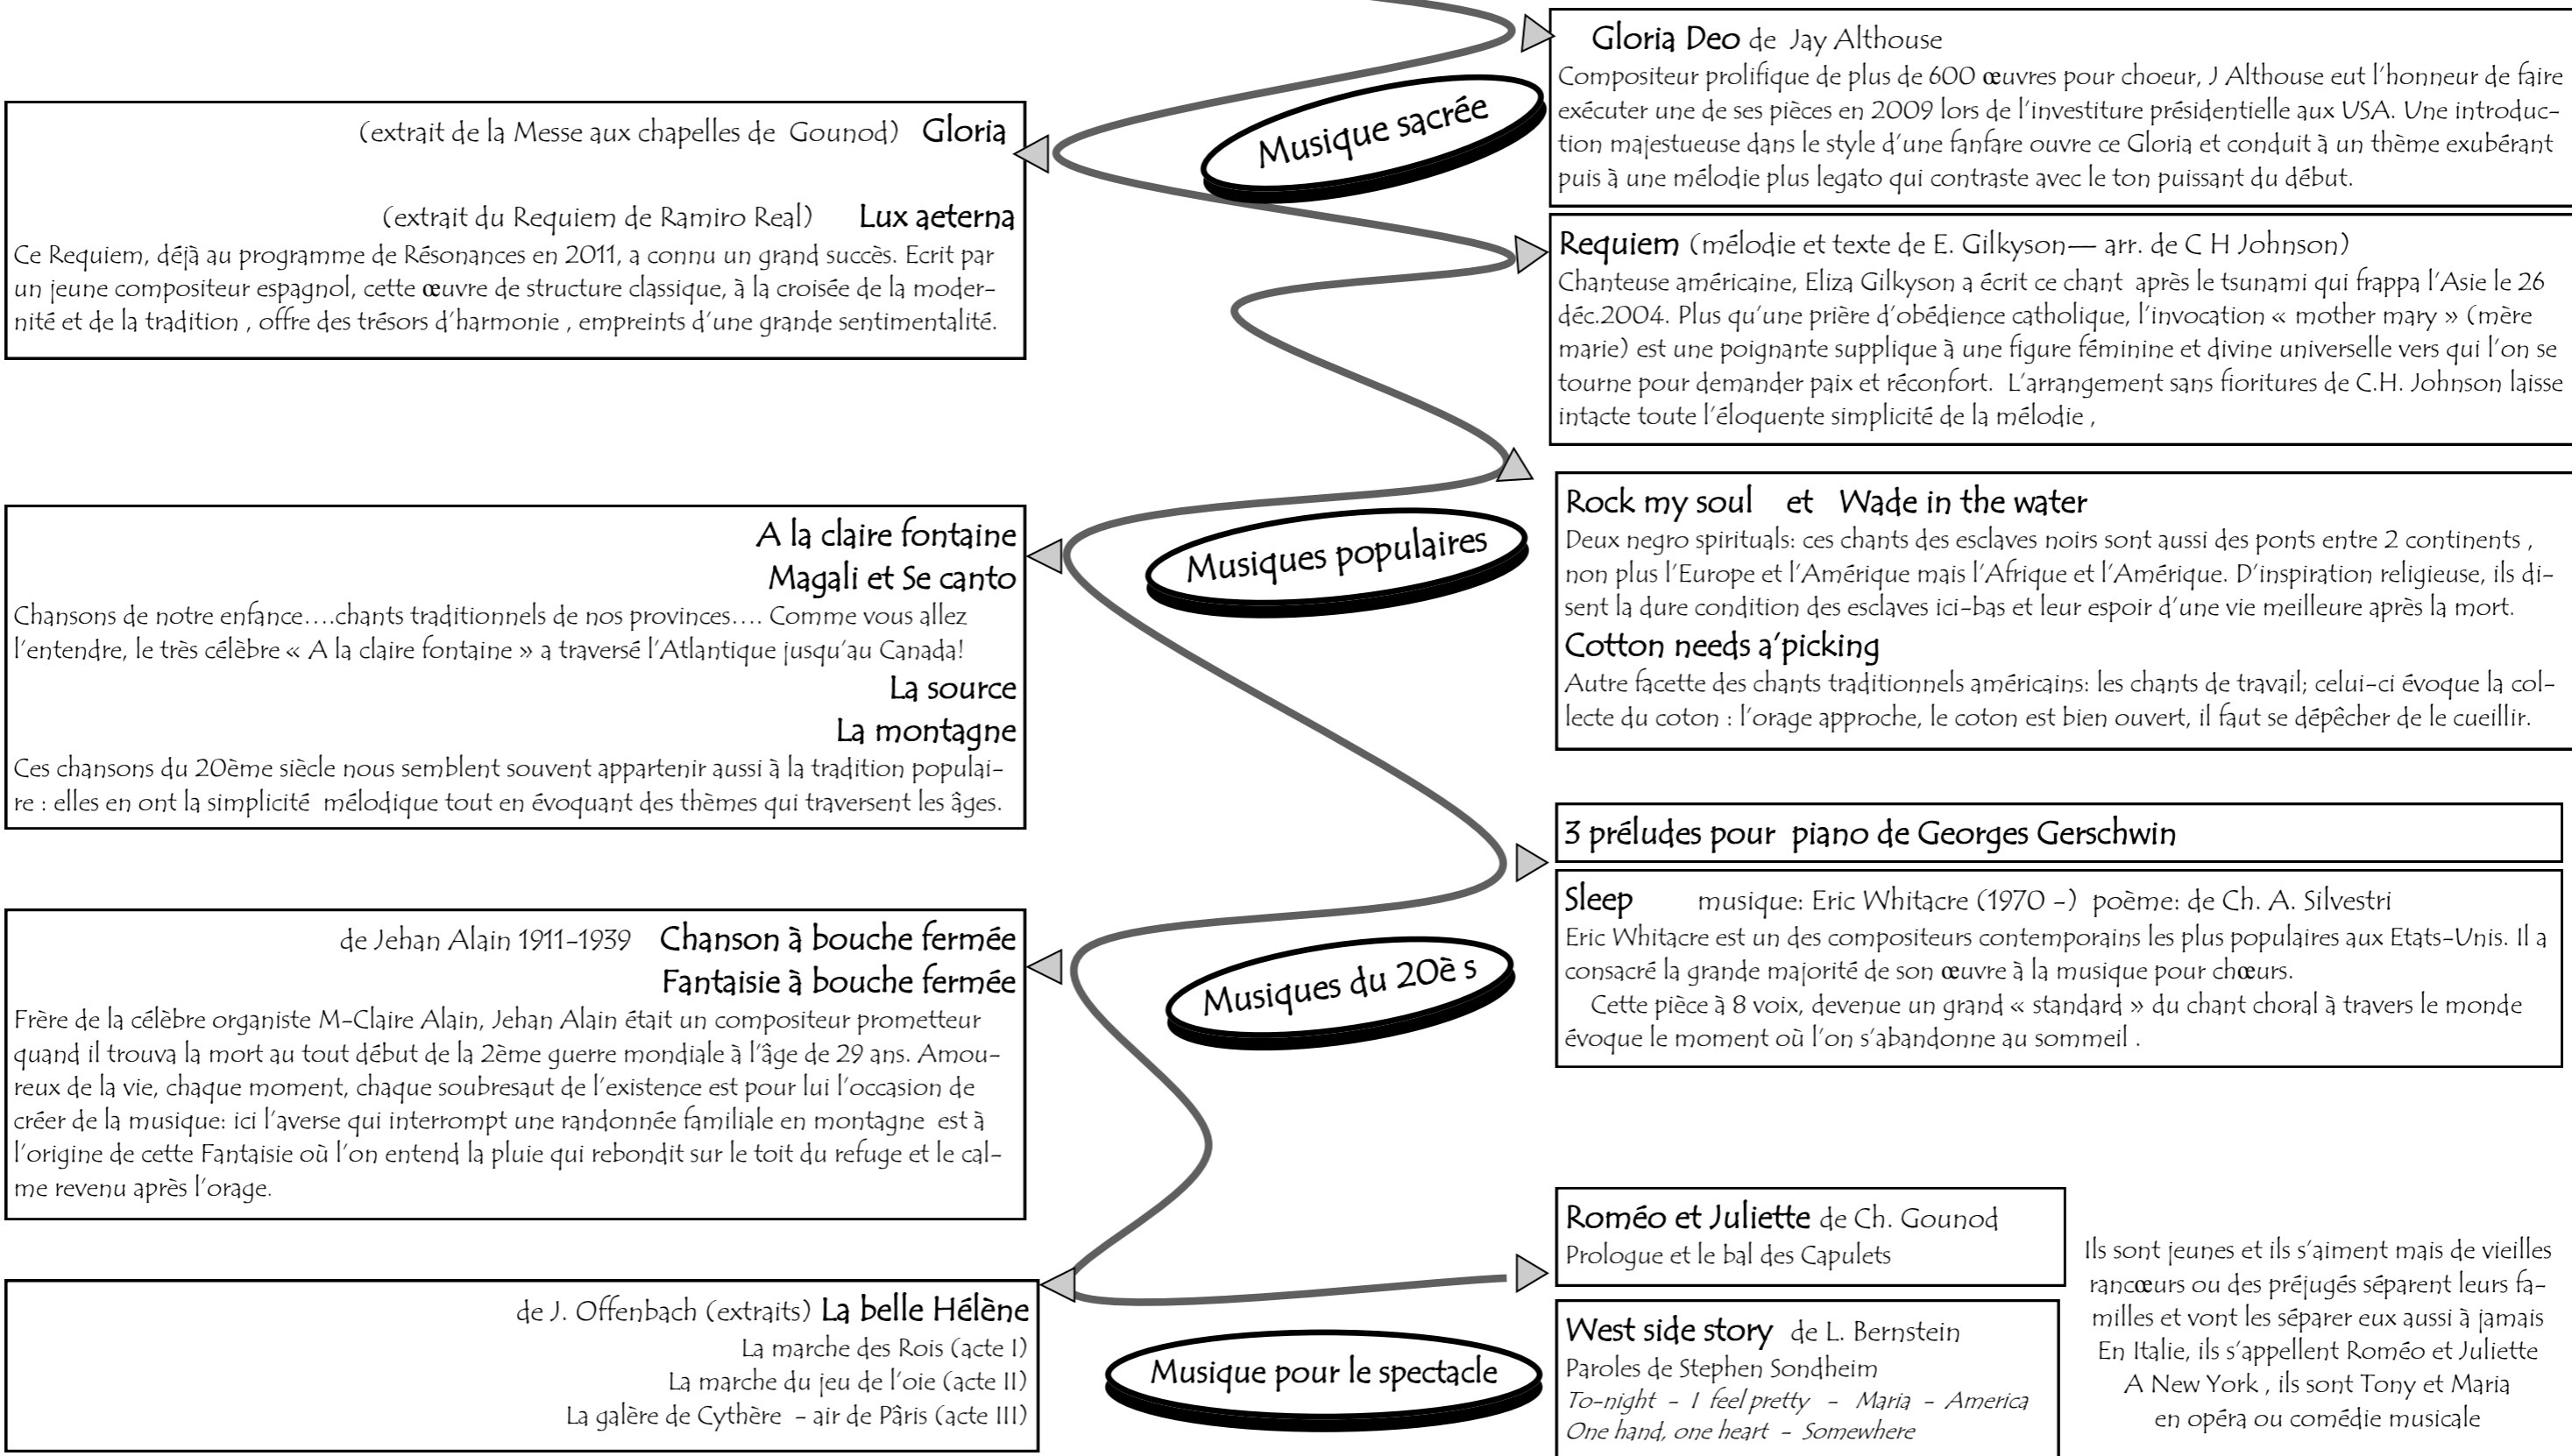 Gloria Deo de Jay Althouse
Compositeur prolifique de plus de 600 œuvres pour choeur, J Althouse eut l'honneur de faire
exécuter une de ses pièces en 2009 lors de l'investiture présidentielle aux USA. Une introduc-
tion majestueuse dans le style d'une fanfare ouvre ce Gloria et conduit à un thème exubérant
puis à une mélodie plus legato qui contraste avec le ton puissant du début.
Musique sacrée
(extrait de la Messe aux chapelles de Gounod) Gloria
(extrait du Requiem de Ramiro Real) Lux aeterna
Ce Requiem, déjà au programme de Résonances en 2011, a connu un grand succès. Ecrit par
un jeune compositeur espagnol, cette œuvre de structure classique, à la croisée de la moder-
nité et de la tradition , offre des trésors d'harmonie , empreints d'une grande sentimentalité.
Requiem (mélodie et texte de E. Gilkyson— arr. de C H Johnson)
Chanteuse américaine, Eliza Gilkyson a écrit ce chant après le tsunami qui frappa l'Asie le 26
déc.2004. Plus qu'une prière d'obédience catholique, l'invocation « mother mary » (mère
marie) est une poignante supplique à une figure féminine et divine universelle vers qui l'on se
tourne pour demander paix et réconfort. L'arrangement sans fioritures de C.H. Johnson laisse
intacte toute l'éloquente simplicité de la mélodie ,
A la claire fontaine
Magali et Se canto
Chansons de notre enfance....chants traditionnels de nos provinces.... Comme vous allez
l'entendre, le très célèbre « A la claire fontaine » a traversé l'Atlantique jusqu'au Canada!
La source
La montagne
Ces chansons du 20ème siècle nous semblent souvent appartenir aussi à la tradition populai-
re : elles en ont la simplicité mélodique tout en évoquant des thèmes qui traversent les âges.
Musiques populaires
Rock my soul et Wade in the water
Deux negro spirituals: ces chants des esclaves noirs sont aussi des ponts entre 2 continents ,
non plus l'Europe et l'Amérique mais l'Afrique et l'Amérique. D'inspiration religieuse, ils di-
sent la dure condition des esclaves ici-bas et leur espoir d'une vie meilleure après la mort.
Cotton needs a'picking
Autre facette des chants traditionnels américains: les chants de travail; celui-ci évoque la col-
lecte du coton : l'orage approche, le coton est bien ouvert, il faut se dépêcher de le cueillir.
3 préludes pour piano de Georges Gerschwin
de Jehan Alain 1911-1939 Chanson à bouche fermée
Fantaisie à bouche fermée
Frère de la célèbre organiste M-Claire Alain, Jehan Alain était un compositeur prometteur
quand il trouva la mort au tout début de la 2ème guerre mondiale à l'âge de 29 ans. Amou-
reux de la vie, chaque moment, chaque soubresaut de l'existence est pour lui l'occasion de
créer de la musique: ici l'averse qui interrompt une randonnée familiale en montagne est à
l'origine de cette Fantaisie où l'on entend la pluie qui rebondit sur le toit du refuge et le cal-
me revenu après l'orage.
Musiques du 20è s
Sleep musique: Eric Whitacre (1970 -) poème: de Ch. A. Silvestri
Eric Whitacre est un des compositeurs contemporains les plus populaires aux Etats-Unis. Il a
consacré la grande majorité de son œuvre à la musique pour chœurs.
Cette pièce à 8 voix, devenue un grand « standard » du chant choral à travers le monde
évoque le moment où l'on s'abandonne au sommeil .
de J. Offenbach (extraits) La belle Hélène
La marche des Rois (acte I)
La marche du jeu de l'oie (acte II)
La galère de Cythère - air de Pâris (acte III)
Musique pour le spectacle
Roméo et Juliette de Ch. Gounod
Prologue et le bal des Capulets
West side story de L. Bernstein
Paroles de Stephen Sondheim
To-night - I feel pretty - Maria - America
One hand, one heart - Somewhere
Ils sont jeunes et ils s'aiment mais de vieilles
rancœurs ou des préjugés séparent leurs fa-
milles et vont les séparer eux aussi à jamais
En Italie, ils s'appellent Roméo et Juliette
A New York , ils sont Tony et Maria
en opéra ou comédie musicale